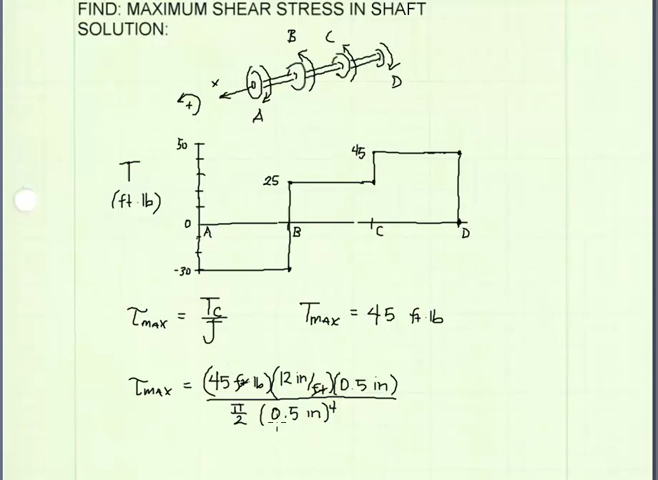 FIND: MAXIMUM SHEAR STRESS IN SHAFT
SOLUTION:
B C
x
(+)
A D
50
45
T 25
(ft·lb)
0 A B C D
-30
τMAX = Tc/J TMAX = 45 ft·lb
τMAX = (45 ft·lb)(12 in/ft)(0.5 in)
π/2 (0.5 in)⁴